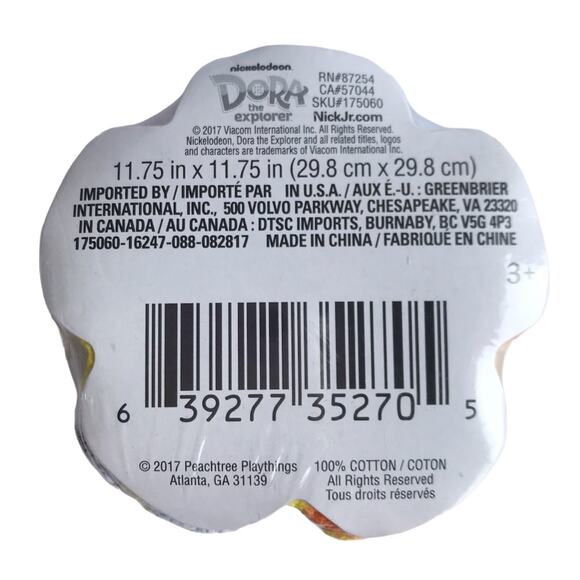 nickelodeon
DORA
the
explorer
RN#87254
CA#57044
SKU#175060
NickJr.com
© 2017 Viacom International Inc. All Rights Reserved.
Nickelodeon, Dora the Explorer and all related titles, logos
and characters are trademarks of Viacom International Inc.
11.75 in x 11.75 in (29.8 cm x 29.8 cm)
IMPORTED BY / IMPORTÉ PAR IN U.S.A. / AUX É.-U. : GREENBRIER
INTERNATIONAL, INC., 500 VOLVO PARKWAY, CHESAPEAKE, VA 23320
IN CANADA / AU CANADA : DTSC IMPORTS, BURNABY, BC V5G 4P3
175060-16247-088-082817 MADE IN CHINA / FABRIQUÉ EN CHINE
3+
6 39277 35270 5
© 2017 Peachtree Playthings
Atlanta, GA 31139
100% COTTON / COTON
All Rights Reserved
Tous droits réservés